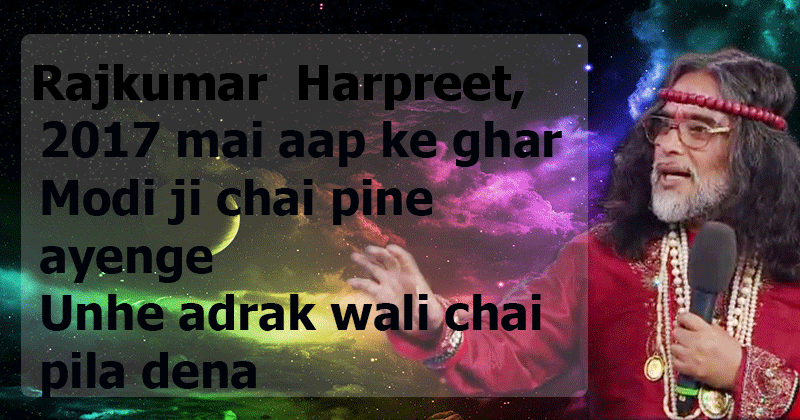 Rajkumar Harpreet,
2017 mai aap ke ghar
Modi ji chai pine
ayenge
Unhe adrak wali chai
pila dena